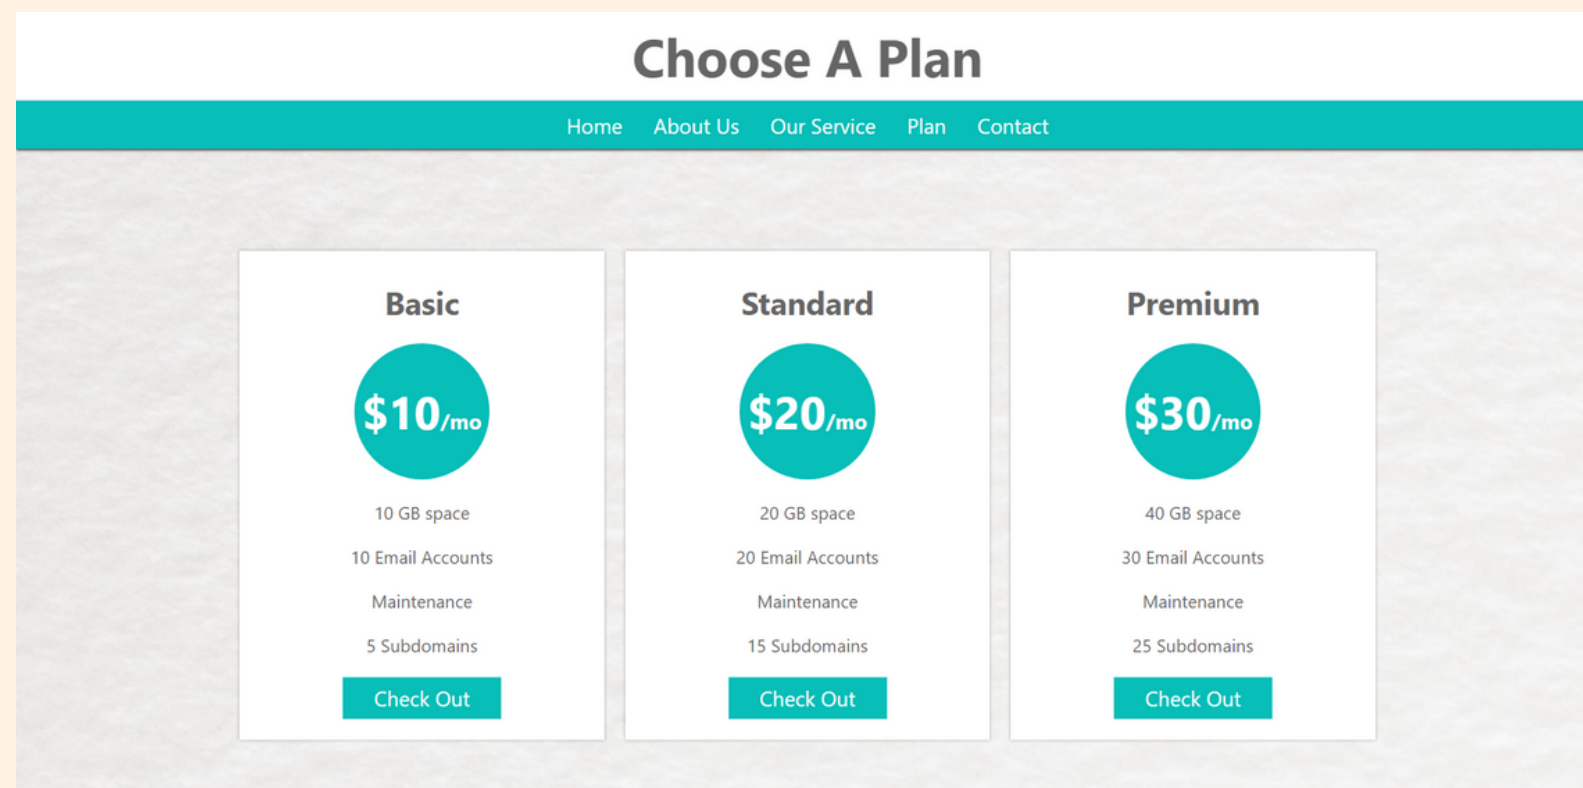 Choose A Plan
Home About Us Our Service Plan Contact
Basic
$10/mo
10 GB space
10 Email Accounts
Maintenance
5 Subdomains
Check Out
Standard
$20/mo
20 GB space
20 Email Accounts
Maintenance
15 Subdomains
Check Out
Premium
$30/mo
40 GB space
30 Email Accounts
Maintenance
25 Subdomains
Check Out